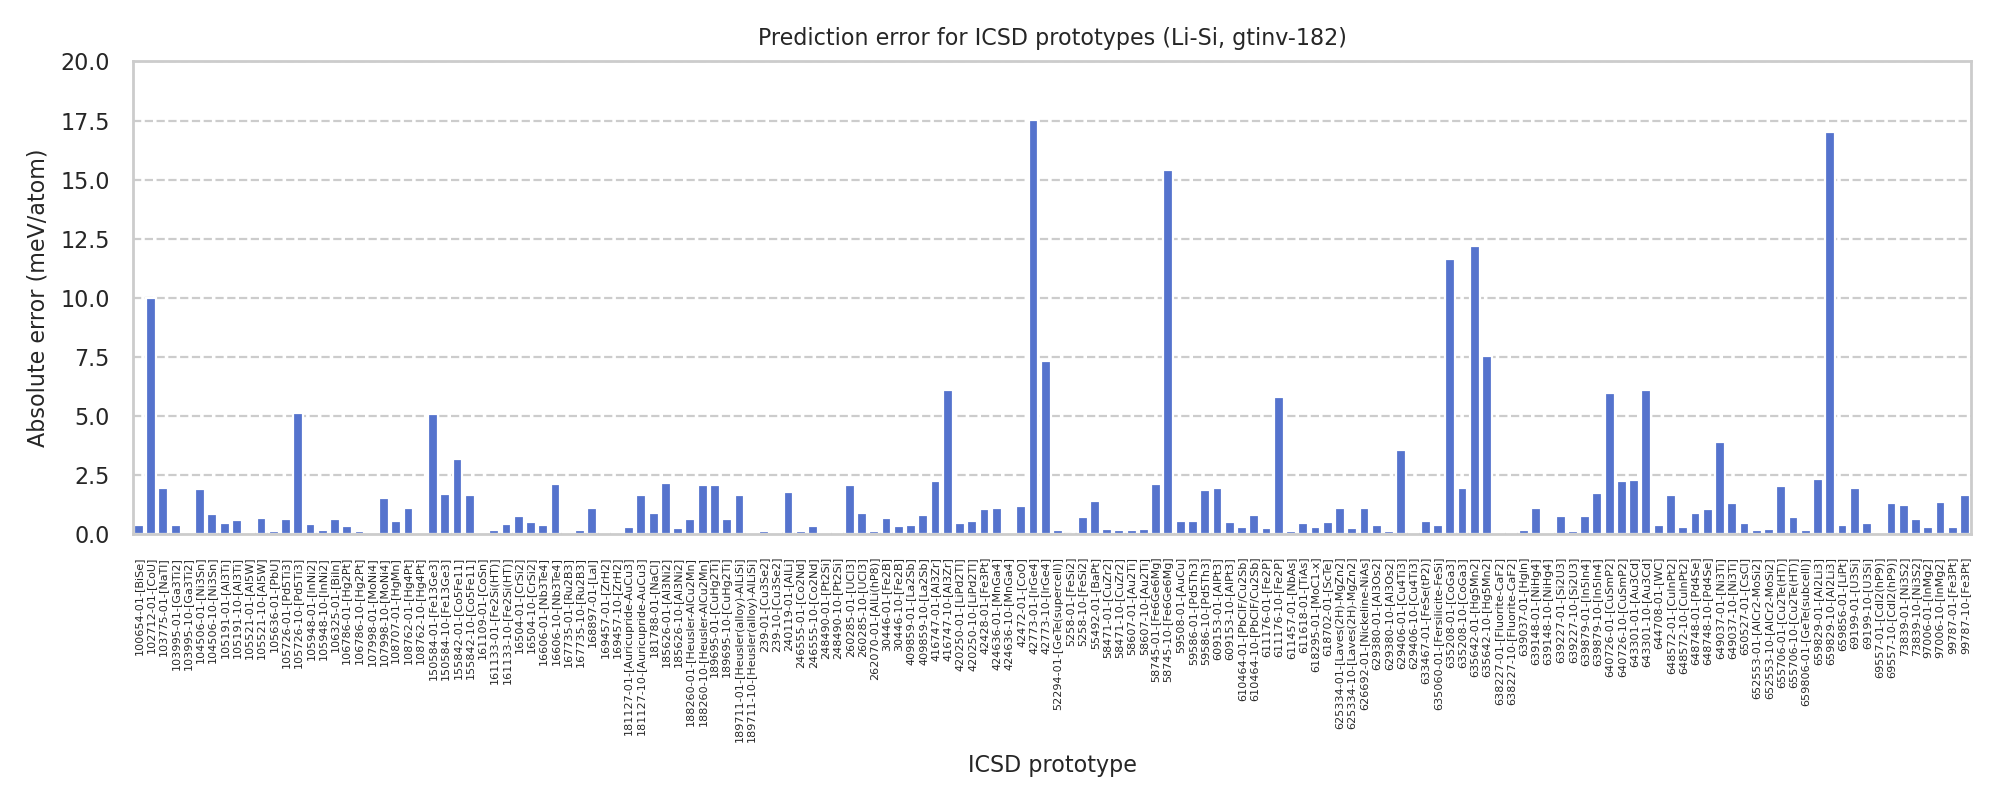 Prediction error for ICSD prototypes (Li-Si, gtinv-182)
Absolute error (meV/atom)
20.0
17.5
15.0
12.5
10.0
7.5
5.0
2.5
0.0
100654-01-[BiSe]
102712-01-[CoU]
103775-01-[NaTl]
103995-01-[Ga3Ti2]
103995-10-[Ga3Ti2]
104506-01-[Ni3Sn]
104506-10-[Ni3Sn]
105191-01-[Al3Ti]
105191-10-[Al3Ti]
105521-01-[Al5W]
105521-10-[Al5W]
105636-01-[PbU]
105726-01-[Pd5Ti3]
105726-10-[Pd5Ti3]
105948-01-[InNi2]
105948-10-[InNi2]
106325-01-[BiIn]
106786-01-[Hg2Pt]
106786-10-[Hg2Pt]
107998-01-[MoNi4]
107998-10-[MoNi4]
108707-01-[HgMn]
108762-01-[Hg4Pt]
108762-10-[Hg4Pt]
150584-01-[Fe13Ge3]
150584-10-[Fe13Ge3]
155842-01-[Co5Fe11]
155842-10-[Co5Fe11]
161109-01-[CoSn]
161133-01-[Fe2Si(HT)]
161133-10-[Fe2Si(HT)]
16504-01-[CrSi2]
16504-10-[CrSi2]
16606-01-[Nb3Te4]
16606-10-[Nb3Te4]
167735-01-[Ru2B3]
167735-10-[Ru2B3]
168897-01-[LaI]
169457-01-[ZrH2]
169457-10-[ZrH2]
181127-01-[Auricupride-AuCu3]
181127-10-[Auricupride-AuCu3]
181788-01-[NaCl]
185626-01-[Al3Ni2]
185626-10-[Al3Ni2]
188260-01-[Heusler-AlCu2Mn]
188260-10-[Heusler-AlCu2Mn]
189695-01-[CuHg2Ti]
189695-10-[CuHg2Ti]
189711-01-[Heusler(alloy)-AlLiSi]
189711-10-[Heusler(alloy)-AlLiSi]
239-01-[Cu3Se2]
239-10-[Cu3Se2]
240119-01-[AlLi]
246555-01-[Co2Nd]
246555-10-[Co2Nd]
248490-01-[Pt2Si]
248490-10-[Pt2Si]
260285-01-[UCl3]
260285-10-[UCl3]
262070-01-[AlLi(hP8)]
30446-01-[Fe2B]
30446-10-[Fe2B]
409859-01-[La2Sb]
409859-10-[La2Sb]
416747-01-[Al3Zr]
416747-10-[Al3Zr]
420250-01-[LiPd2Tl]
420250-10-[LiPd2Tl]
42428-01-[Fe3Pt]
424636-01-[MnGa4]
424636-10-[MnGa4]
42472-01-[CoO]
42773-01-[IrGe4]
42773-10-[IrGe4]
52294-01-[GeTe(supercell)]
5258-01-[FeSi2]
5258-10-[FeSi2]
55492-01-[BaPt]
58471-01-[CuZr2]
58471-10-[CuZr2]
58607-01-[Au2Ti]
58607-10-[Au2Ti]
58745-01-[Fe6Ge6Mg]
58745-10-[Fe6Ge6Mg]
59508-01-[AuCu]
59586-01-[Pd5Th3]
59586-10-[Pd5Th3]
609153-01-[AlPt3]
609153-10-[AlPt3]
610464-01-[PbClF/Cu2Sb]
610464-10-[PbClF/Cu2Sb]
611176-01-[Fe2P]
611176-10-[Fe2P]
611457-01-[NbAs]
611618-01-[TiAs]
618295-01-[MoC1-x]
618702-01-[ScTe]
625334-01-[Laves(2H)-MgZn2]
625334-10-[Laves(2H)-MgZn2]
626692-01-[Nickeline-NiAs]
629380-01-[Al3Os2]
629380-10-[Al3Os2]
629406-01-[Cu4Ti3]
629406-10-[Cu4Ti3]
633467-01-[FeSe(tP2)]
635060-01-[Fersilicite-FeSi]
635208-01-[CoGa3]
635208-10-[CoGa3]
635642-01-[Hg5Mn2]
635642-10-[Hg5Mn2]
638227-01-[Fluorite-CaF2]
638227-10-[Fluorite-CaF2]
639037-01-[HgIn]
639148-01-[NiHg4]
639148-10-[NiHg4]
639227-01-[Si2U3]
639227-10-[Si2U3]
639879-01-[InSIn4]
639879-10-[InSIn4]
640726-01-[CuSmP2]
640726-10-[CuSmP2]
643301-01-[Au3Cd]
643301-10-[Au3Cd]
644708-01-[WC]
648572-01-[CuInPt2]
648572-10-[CuInPt2]
648748-01-[Pd4Se]
648748-10-[Pd4Se]
649037-01-[Ni3Ti]
649037-10-[Ni3Ti]
650527-01-[CsCl]
652553-01-[AlCr2-MoSi2]
652553-10-[AlCr2-MoSi2]
655706-01-[Cu2Te(HT)]
655706-10-[Cu2Te(HT)]
659806-01-[GeTe(supercell)]
659829-01-[Al2Li3]
659829-10-[Al2Li3]
659856-01-[LiPt]
69199-01-[U3Si]
69199-10-[U3Si]
69557-01-[CdI2(hP9)]
69557-10-[CdI2(hP9)]
73839-01-[Ni3S2]
73839-10-[Ni3S2]
97006-01-[InMg2]
97006-10-[InMg2]
99787-01-[Fe3Pt]
99787-10-[Fe3Pt]
ICSD prototype